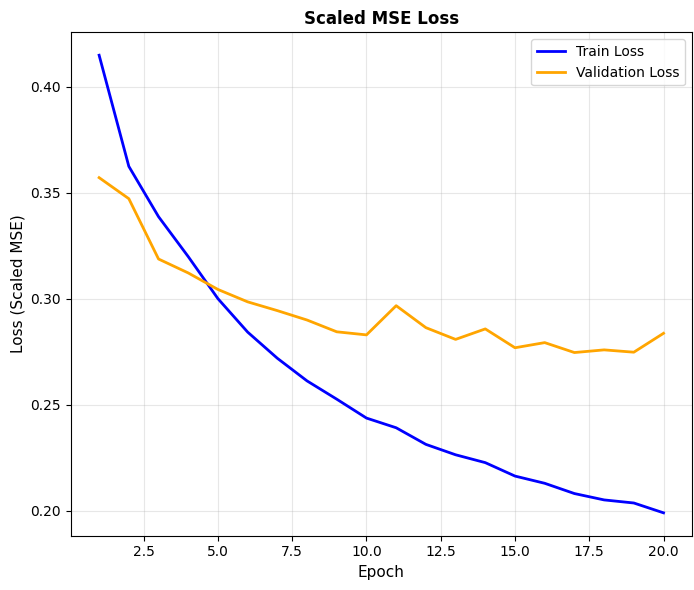 Scaled MSE Loss
Train Loss
Validation Loss
Loss (Scaled MSE)
0.40
0.35
0.30
0.25
0.20
2.5 5.0 7.5 10.0 12.5 15.0 17.5 20.0
Epoch